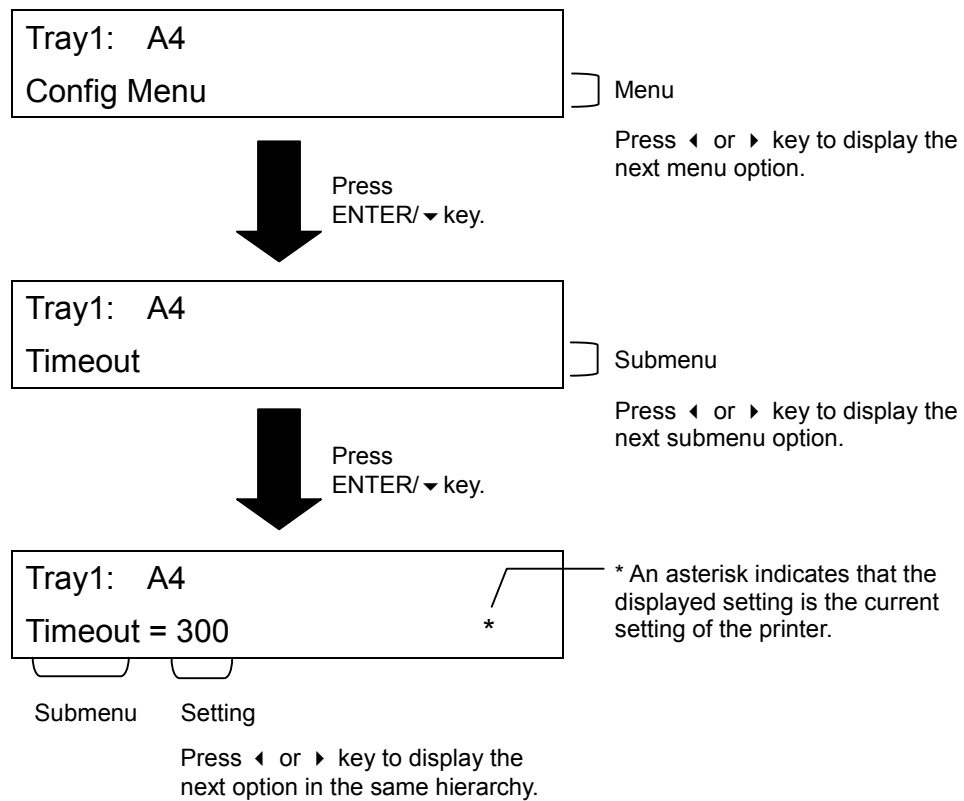 Tray1: A4
Config Menu
Menu
Press ◂ or ▸ key to display the
next menu option.
Press
ENTER/▾key.
Tray1: A4
Timeout
Submenu
Press ◂ or ▸ key to display the
next submenu option.
Press
ENTER/▾key.
Tray1: A4
Timeout = 300 *
* An asterisk indicates that the
displayed setting is the current
setting of the printer.
Submenu Setting
Press ◂ or ▸ key to display the
next option in the same hierarchy.